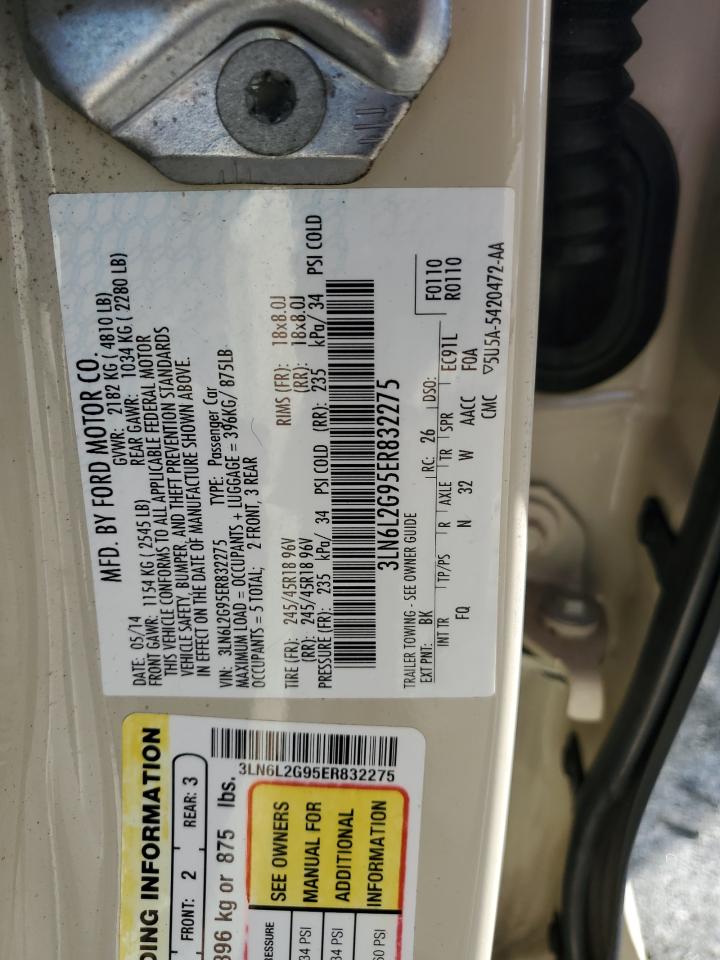 MFD. BY FORD MOTOR CO.
DATE: 05/14 GVWR: 2182 KG ( 4810 LB)
FRONT GAWR: 1154 KG ( 2545 LB) REAR GAWR: 1034 KG ( 2280 LB)
THIS VEHICLE CONFORMS TO ALL APPLICABLE FEDERAL MOTOR
VEHICLE SAFETY, BUMPER, AND THEFT PREVENTION STANDARDS
IN EFFECT ON THE DATE OF MANUFACTURE SHOWN ABOVE.
VIN: 3LN6L2G95ER832275 TYPE: Passenger Car
MAXIMUM LOAD = OCCUPANTS + LUGGAGE = 396KG/ 875LB
OCCUPANTS = 5 TOTAL; 2 FRONT, 3 REAR
TIRE (FR): 245/45R18 96V RIMS (FR): 18x8.0J
(RR): 245/45R18 96V (RR): 18x8.0J
PRESSURE (FR): 235 kPa/ 34 PSI COLD (RR): 235 kPa/ 34 PSI COLD
3LN6L2G95ER832275
TRAILER TOWING - SEE OWNER GUIDE
EXT PNT: BK RC: 26 DSO: F0110
R0110
INT TR TP/PS R AXLE TR SPR EC91L
FQ N 32 W AACC F0A
CMC ▽5U5A-5420472-AA
DING INFORMATION
FRONT: 2 REAR: 3
396 kg or 875 lbs.
3LN6L2G95ER832275
RESSURE
34 PSI
34 PSI
60 PSI
SEE OWNERS
MANUAL FOR
ADDITIONAL
INFORMATION